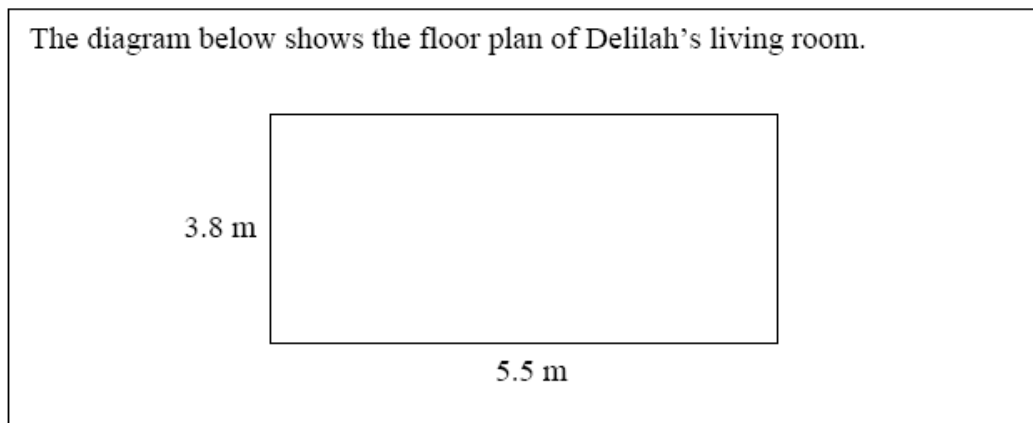 The diagram below shows the floor plan of Delilah’s living room.
3.8 m
5.5 m